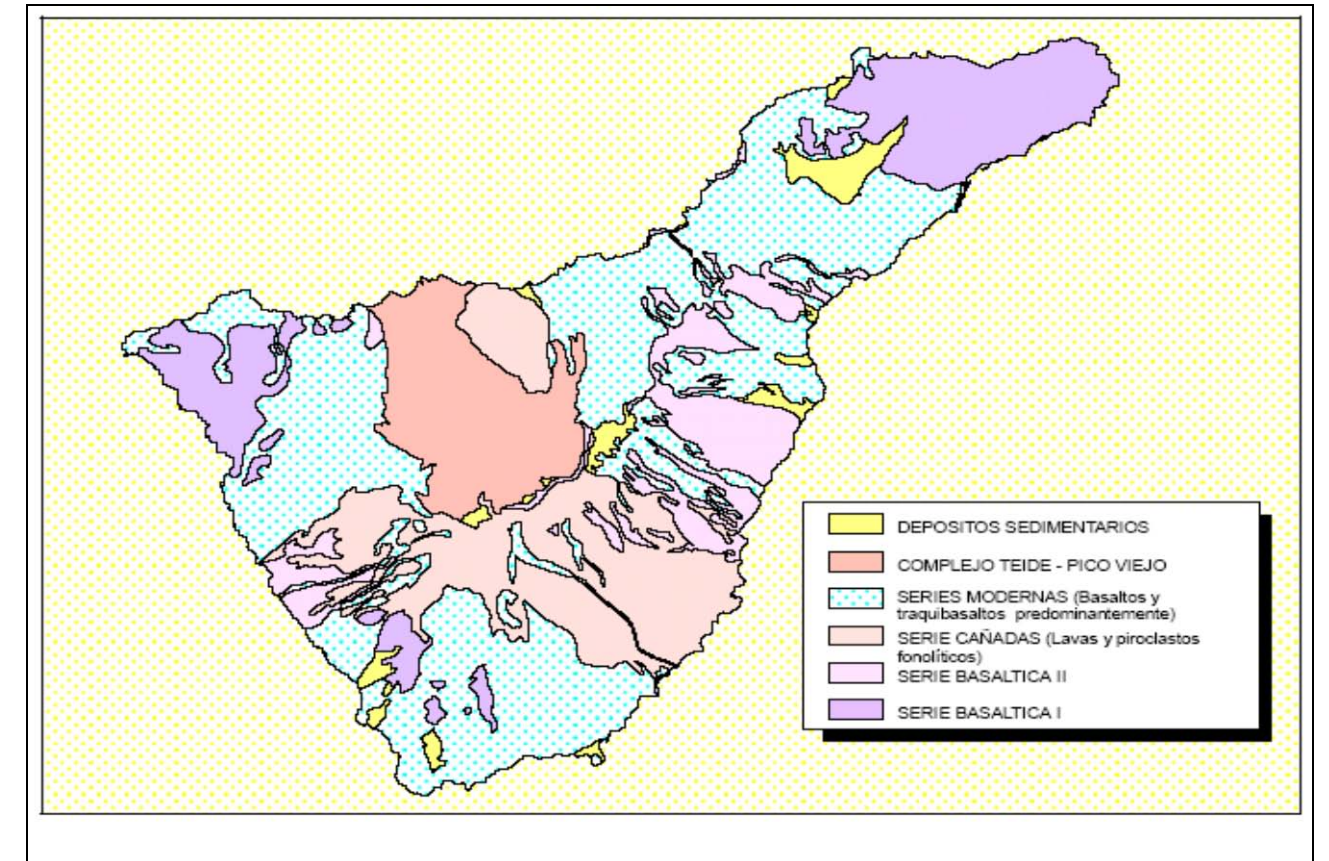 DEPOSITOS SEDIMENTARIOS
COMPLEJO TEIDE - PICO VIEJO
SERIES MODERNAS (Basaltos y
traquibasaltos predominantemente)
SERIE CAÑADAS (Lavas y piroclastos
fonolíticos)
SERIE BASALTICA II
SERIE BASALTICA I